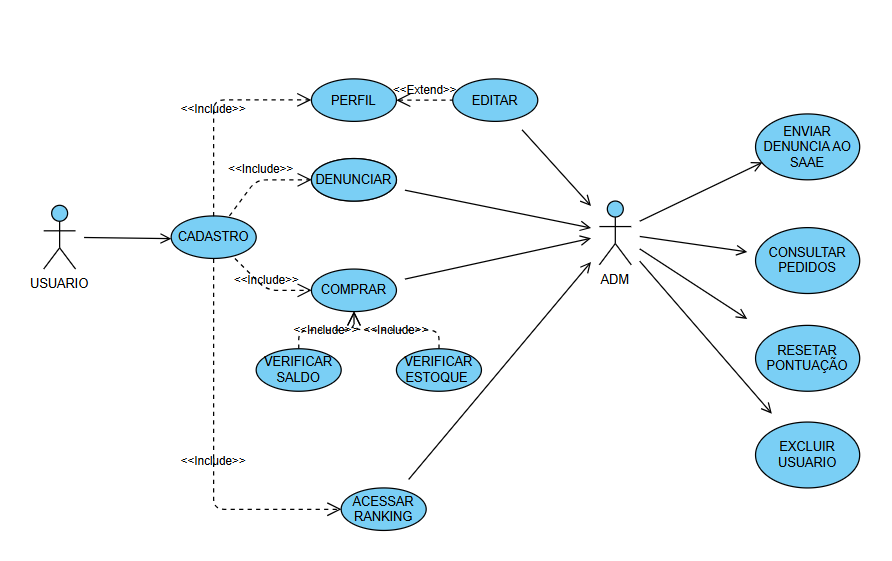 <<Extend>>
<<Include>>
PERFIL
EDITAR
ENVIAR
DENUNCIA AO
SAAE
<<Include>>
DENUNCIAR
CADASTRO
USUARIO
ADM
CONSULTAR
PEDIDOS
<<Include>>
COMPRAR
<<Include>>
<<Include>>
VERIFICAR
SALDO
VERIFICAR
ESTOQUE
RESETAR
PONTUAÇÃO
EXCLUIR
USUARIO
<<Include>>
ACESSAR
RANKING